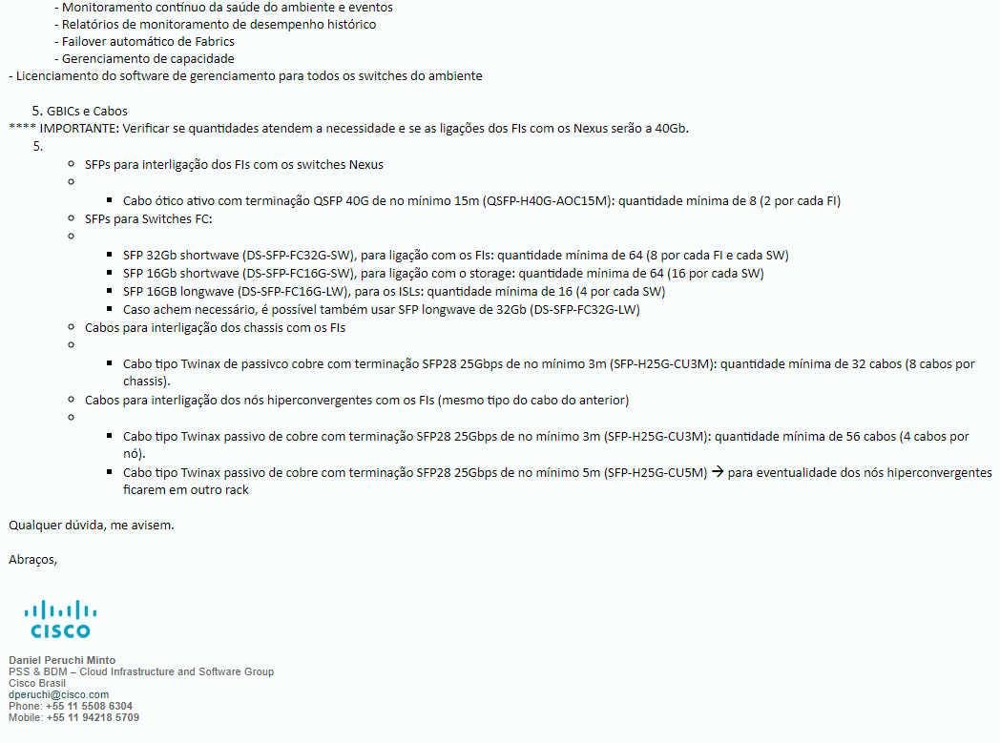 - Monitoramento contínuo da saúde do ambiente e eventos
- Relatórios de monitoramento de desempenho histórico
- Failover automático de Fabrics
- Gerenciamento de capacidade
- Licenciamento do software de gerenciamento para todos os switches do ambiente
5. GBICs e Cabos
**** IMPORTANTE: Verificar se quantidades atendem a necessidade e se as ligações dos FIs com os Nexus serão a 40Gb.
5.
○ SFPs para interligação dos FIs com os switches Nexus
○
▪ Cabo ótico ativo com terminação QSFP 40G de no mínimo 15m (QSFP-H40G-AOC15M): quantidade mínima de 8 (2 por cada FI)
○ SFPs para Switches FC:
○
▪ SFP 32Gb shortwave (DS-SFP-FC32G-SW), para ligação com os FIs: quantidade mínima de 64 (8 por cada FI e cada SW)
▪ SFP 16Gb shortwave (DS-SFP-FC16G-SW), para ligação com o storage: quantidade mínima de 64 (16 por cada SW)
▪ SFP 16GB longwave (DS-SFP-FC16G-LW), para os ISLs: quantidade mínima de 16 (4 por cada SW)
▪ Caso achem necessário, é possível também usar SFP longwave de 32Gb (DS-SFP-FC32G-LW)
○ Cabos para interligação dos chassis com os FIs
○
▪ Cabo tipo Twinax de passivco cobre com terminação SFP28 25Gbps de no mínimo 3m (SFP-H25G-CU3M): quantidade mínima de 32 cabos (8 cabos por
chassis).
○ Cabos para interligação dos nós hiperconvergentes com os FIs (mesmo tipo do cabo do anterior)
○
▪ Cabo tipo Twinax passivo de cobre com terminação SFP28 25Gbps de no mínimo 3m (SFP-H25G-CU3M): quantidade mínima de 56 cabos (4 cabos por
nó).
▪ Cabo tipo Twinax passivo de cobre com terminação SFP28 25Gbps de no mínimo 5m (SFP-H25G-CU5M) → para eventualidade dos nós hiperconvergentes
ficarem em outro rack
Qualquer dúvida, me avisem.
Abraços,
CISCO
Daniel Peruchi Minto
PSS & BDM – Cloud Infrastructure and Software Group
Cisco Brasil
dperuchi@cisco.com
Phone: +55 11 5508 6304
Mobile: +55 11 94218 5709